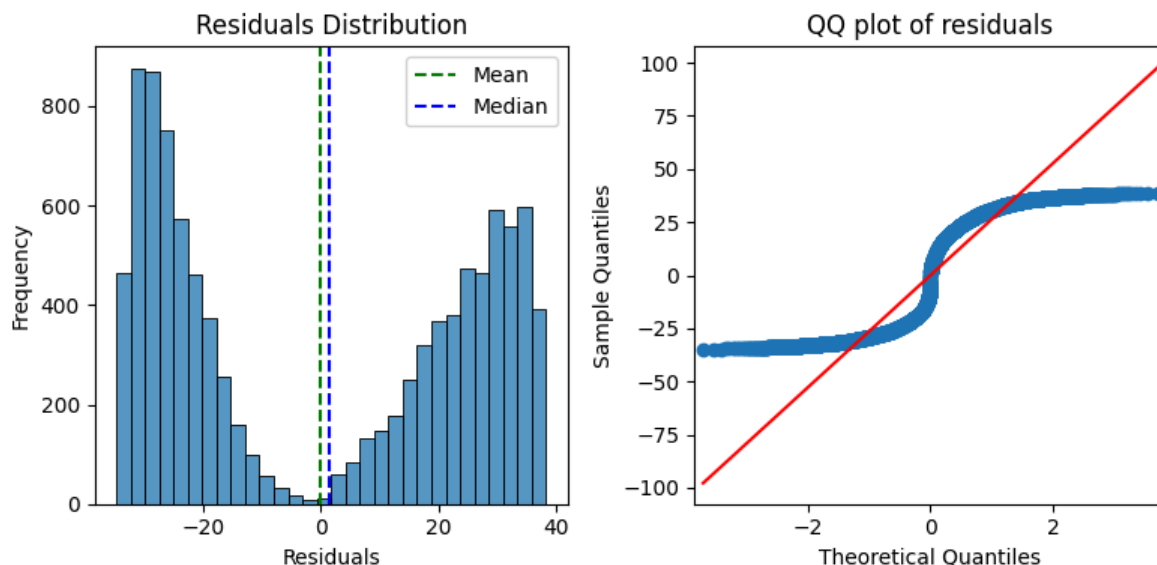 Residuals Distribution
Mean
Median
800
600
400
200
0
Frequency
−20
0
20
40
Residuals
QQ plot of residuals
100
75
50
25
0
−25
−50
−75
−100
Sample Quantiles
−2
0
2
Theoretical Quantiles